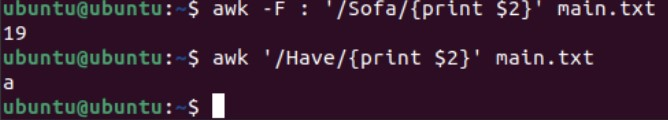 ubuntu@ubuntu:~$ awk -F : '/Sofa/{print $2}' main.txt
19
ubuntu@ubuntu:~$ awk '/Have/{print $2}' main.txt
a
ubuntu@ubuntu:~$